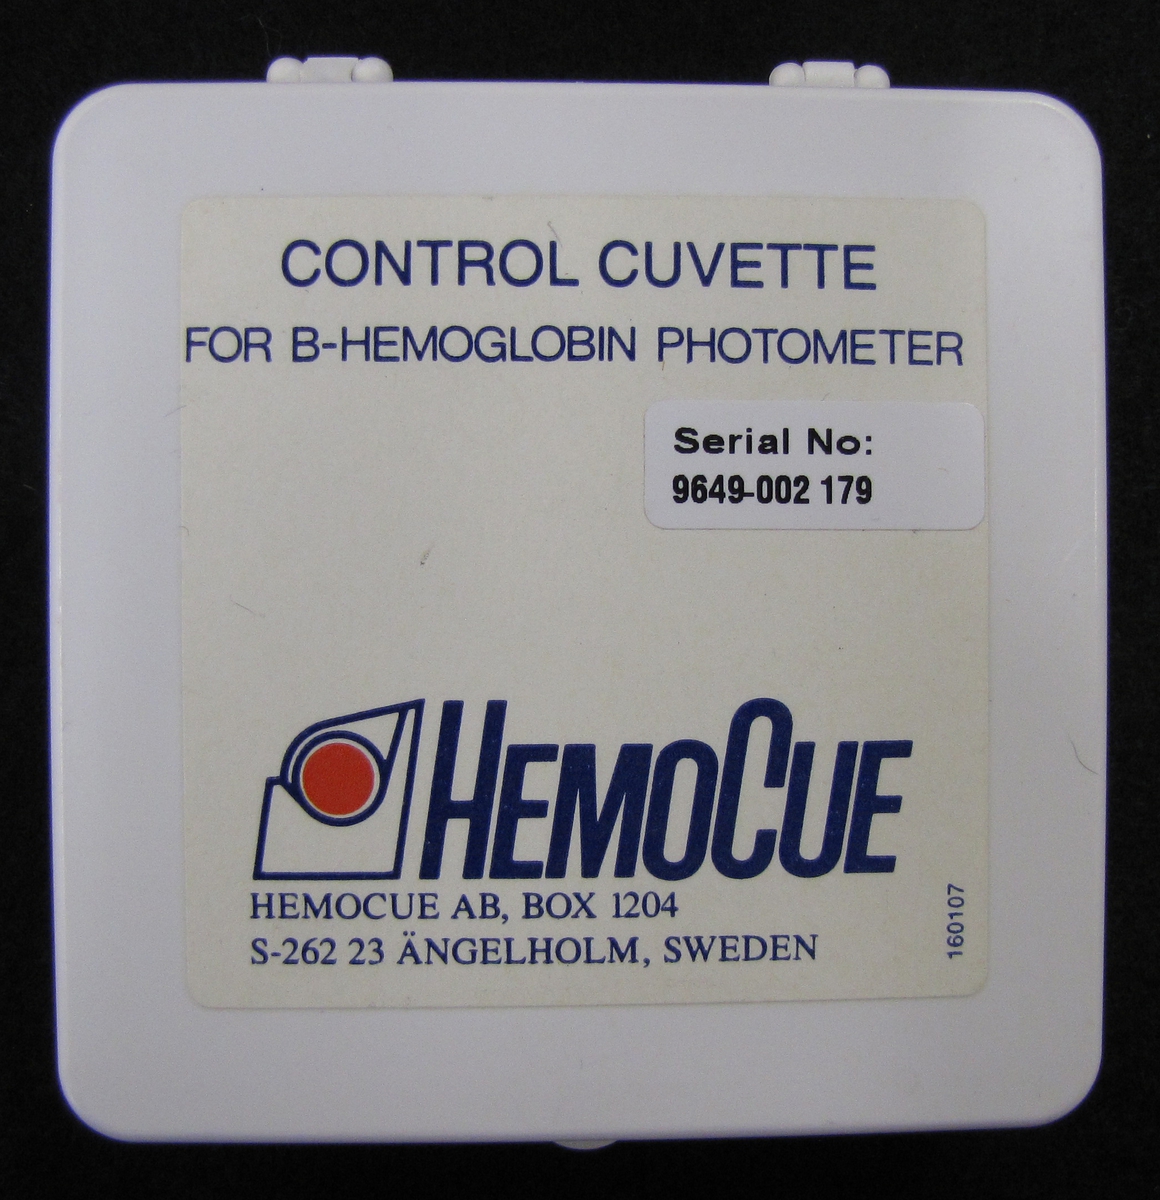 CONTROL CUVETTE
FOR B-HEMOGLOBIN PHOTOMETER
Serial No:
9649-002 179
HEMOCUE
HEMOCUE AB, BOX 1204
S-262 23 ÄNGELHOLM, SWEDEN
160107